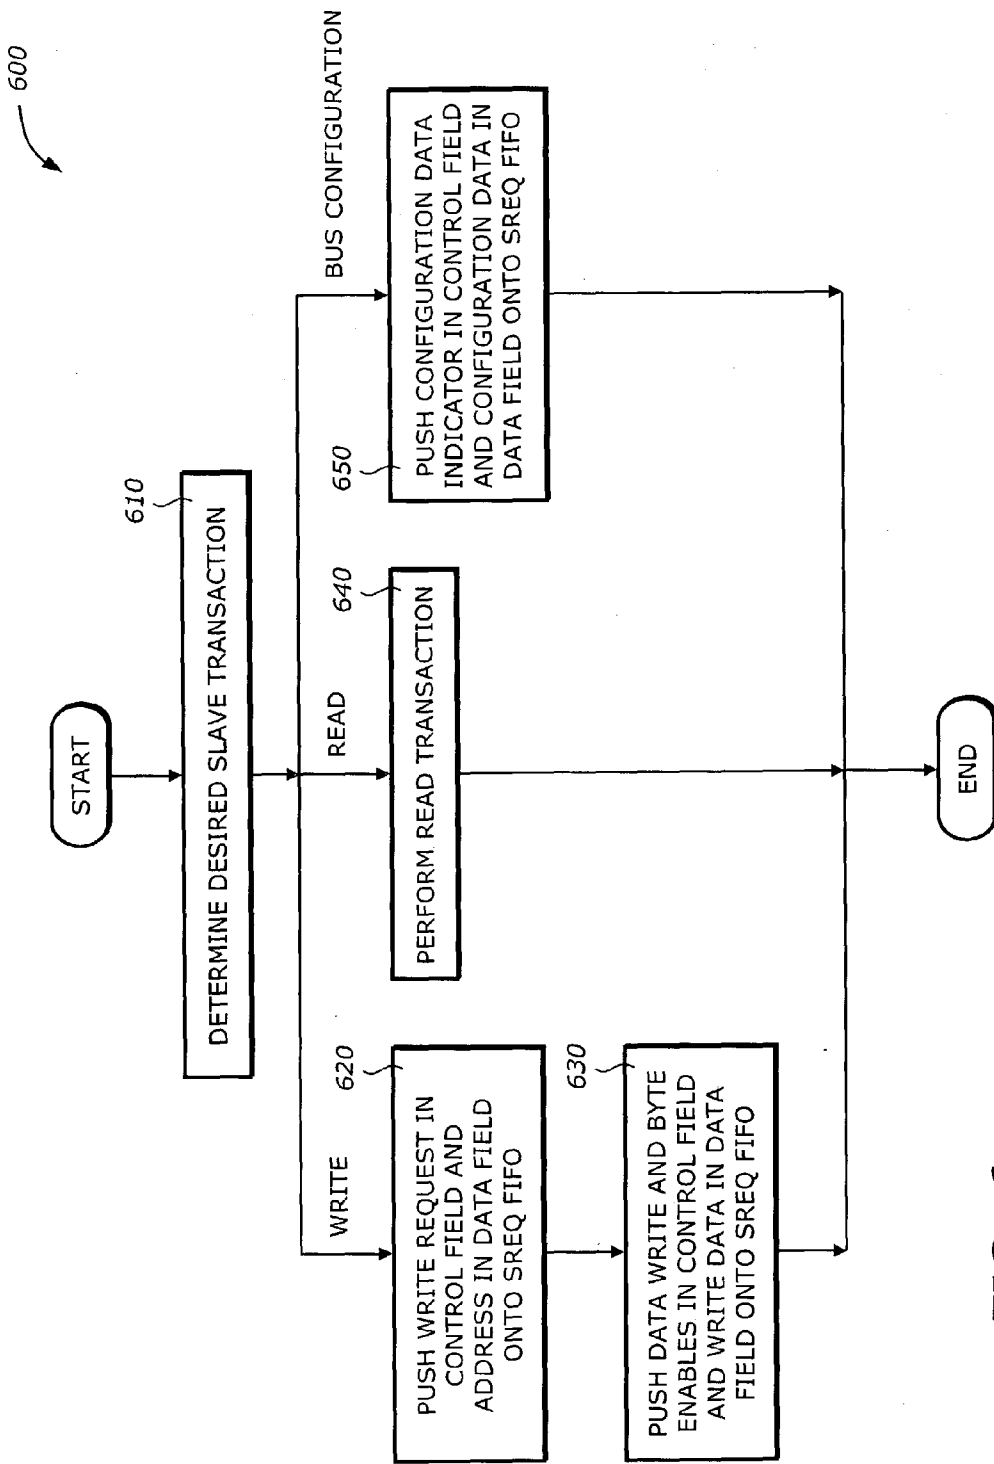 600
START
610
DETERMINE DESIRED SLAVE TRANSACTION
WRITE
READ
BUS CONFIGURATION
620
PUSH WRITE REQUEST IN
CONTROL FIELD AND
ADDRESS IN DATA FIELD
ONTO SREQ FIFO
630
PUSH DATA WRITE AND BYTE
ENABLES IN CONTROL FIELD
AND WRITE DATA IN DATA
FIELD ONTO SREQ FIFO
640
PERFORM READ TRANSACTION
650
PUSH CONFIGURATION DATA
INDICATOR IN CONTROL FIELD
AND CONFIGURATION DATA IN
DATA FIELD ONTO SREQ FIFO
END